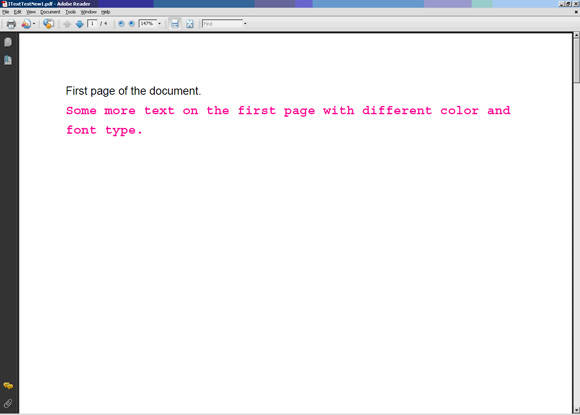 ITextTestNew1.pdf - Adobe Reader
File Edit View Document Tools Window Help
1 / 4 147% Find
First page of the document.
Some more text on the first page with different color and
font type.